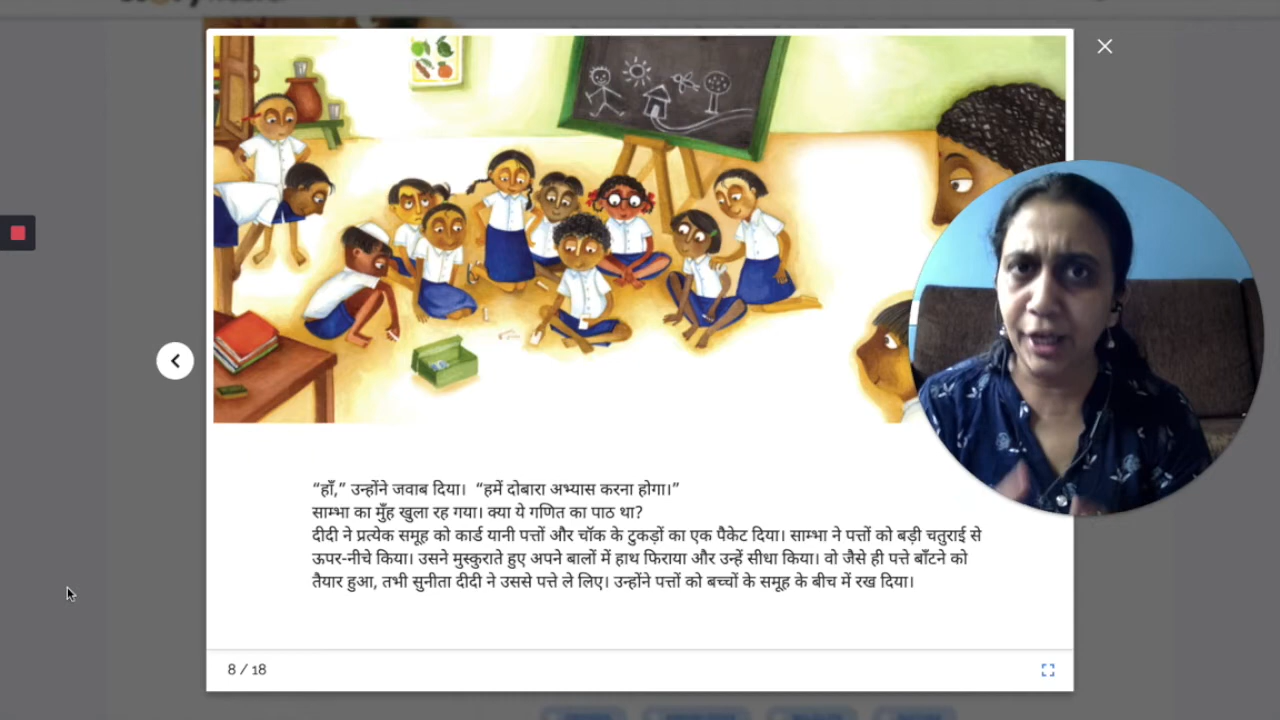 “हाँ,” उन्होंने जवाब दिया। “हमें दोबारा अभ्यास करना होगा।”
साम्भा का मुँह खुला रह गया। क्या ये गणित का पाठ था?
दीदी ने प्रत्येक समूह को कार्ड यानी पत्तों और चॉक के टुकड़ों का एक पैकेट दिया। साम्भा ने पत्तों को बड़ी चतुराई से
ऊपर-नीचे किया। उसने मुस्कुराते हुए अपने बालों में हाथ फिराया और उन्हें सीधा किया। वो जैसे ही पत्ते बाँटने को
तैयार हुआ, तभी सुनीता दीदी ने उससे पत्ते ले लिए। उन्होंने पत्तों को बच्चों के समूह के बीच में रख दिया।
8 / 18